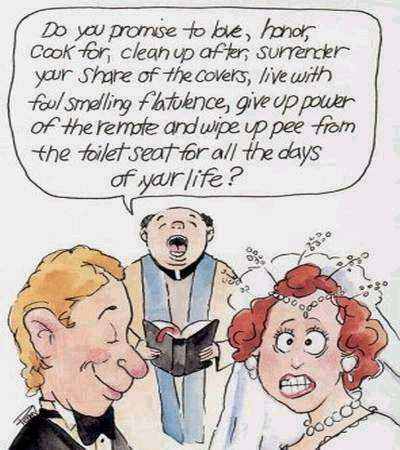 Do you promise to love, honor,
cook for, clean up after, surrender
your share of the covers, live with
foul smelling flatulence, give up power
of the remote and wipe up pee from
the toilet seat for all the days
of your life?